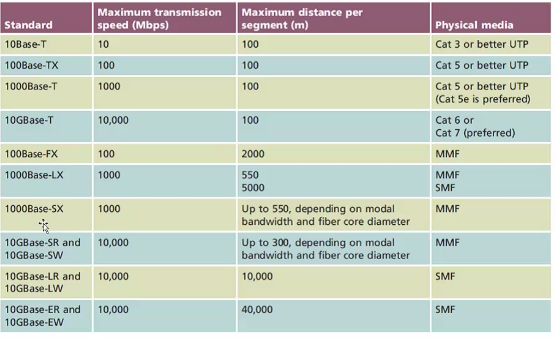 Standard Maximum transmission speed (Mbps) Maximum distance per segment (m) Physical media
10Base-T 10 100 Cat 3 or better UTP
100Base-TX 100 100 Cat 5 or better UTP
1000Base-T 1000 100 Cat 5 or better UTP
(Cat 5e is preferred)
10GBase-T 10,000 100 Cat 6 or
Cat 7 (preferred)
100Base-FX 100 2000 MMF
1000Base-LX 1000 550 MMF
5000 SMF
1000Base-SX 1000 Up to 550, depending on modal MMF
bandwidth and fiber core diameter
10GBase-SR and 10,000 Up to 300, depending on modal MMF
10GBase-SW bandwidth and fiber core diameter
10GBase-LR and 10,000 10,000 SMF
10GBase-LW
10GBase-ER and 10,000 40,000 SMF
10GBase-EW